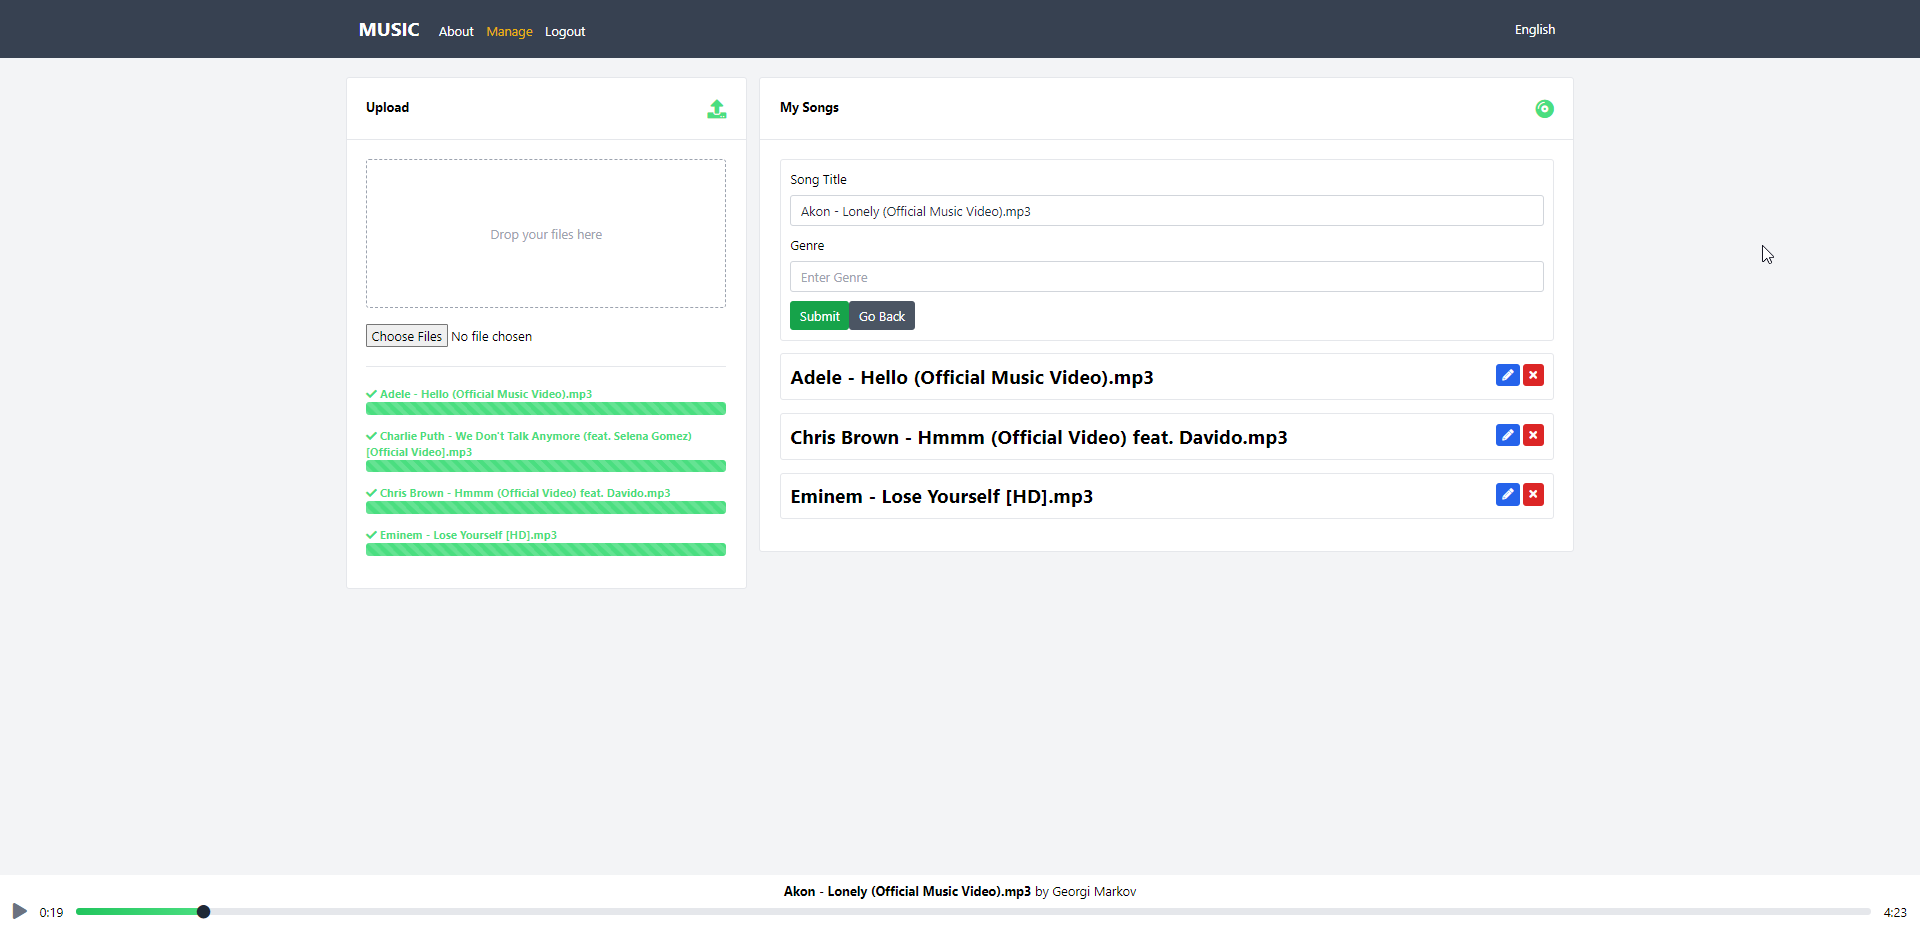 MUSIC About Manage Logout English
Upload
Drop your files here
Choose Files No file chosen
Adele - Hello (Official Music Video).mp3
Charlie Puth - We Don't Talk Anymore (feat. Selena Gomez)
[Official Video].mp3
Chris Brown - Hmmm (Official Video) feat. Davido.mp3
Eminem - Lose Yourself [HD].mp3
My Songs
Song Title
Akon - Lonely (Official Music Video).mp3
Genre
Enter Genre
Submit Go Back
Adele - Hello (Official Music Video).mp3
Chris Brown - Hmmm (Official Video) feat. Davido.mp3
Eminem - Lose Yourself [HD].mp3
Akon - Lonely (Official Music Video).mp3 by Georgi Markov
0:19 4:23